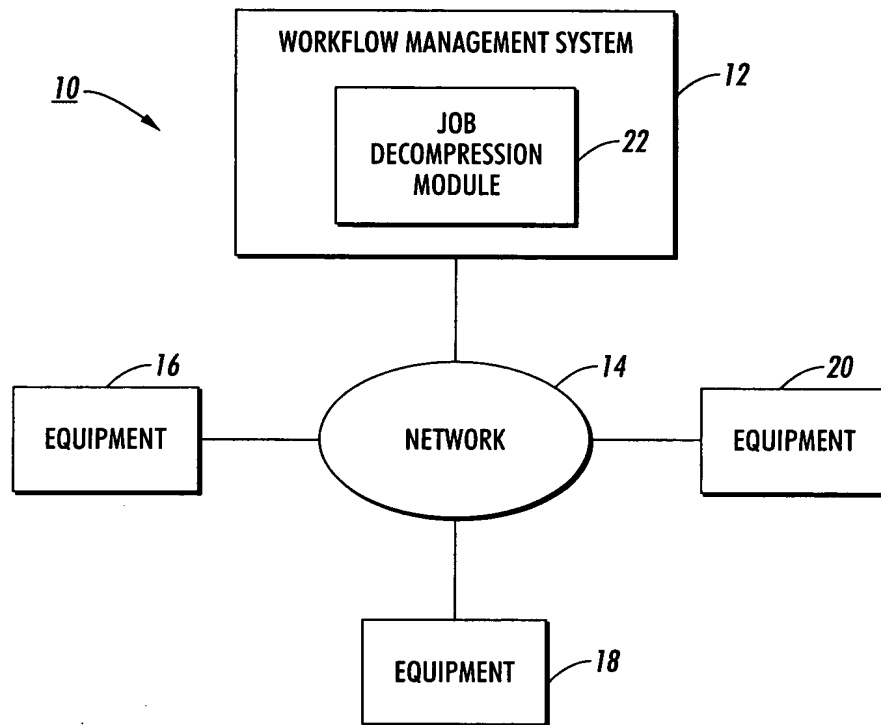 WORKFLOW MANAGEMENT SYSTEM
12
10
JOB
DECOMPRESSION
MODULE
22
16
14
20
EQUIPMENT
NETWORK
EQUIPMENT
EQUIPMENT
18